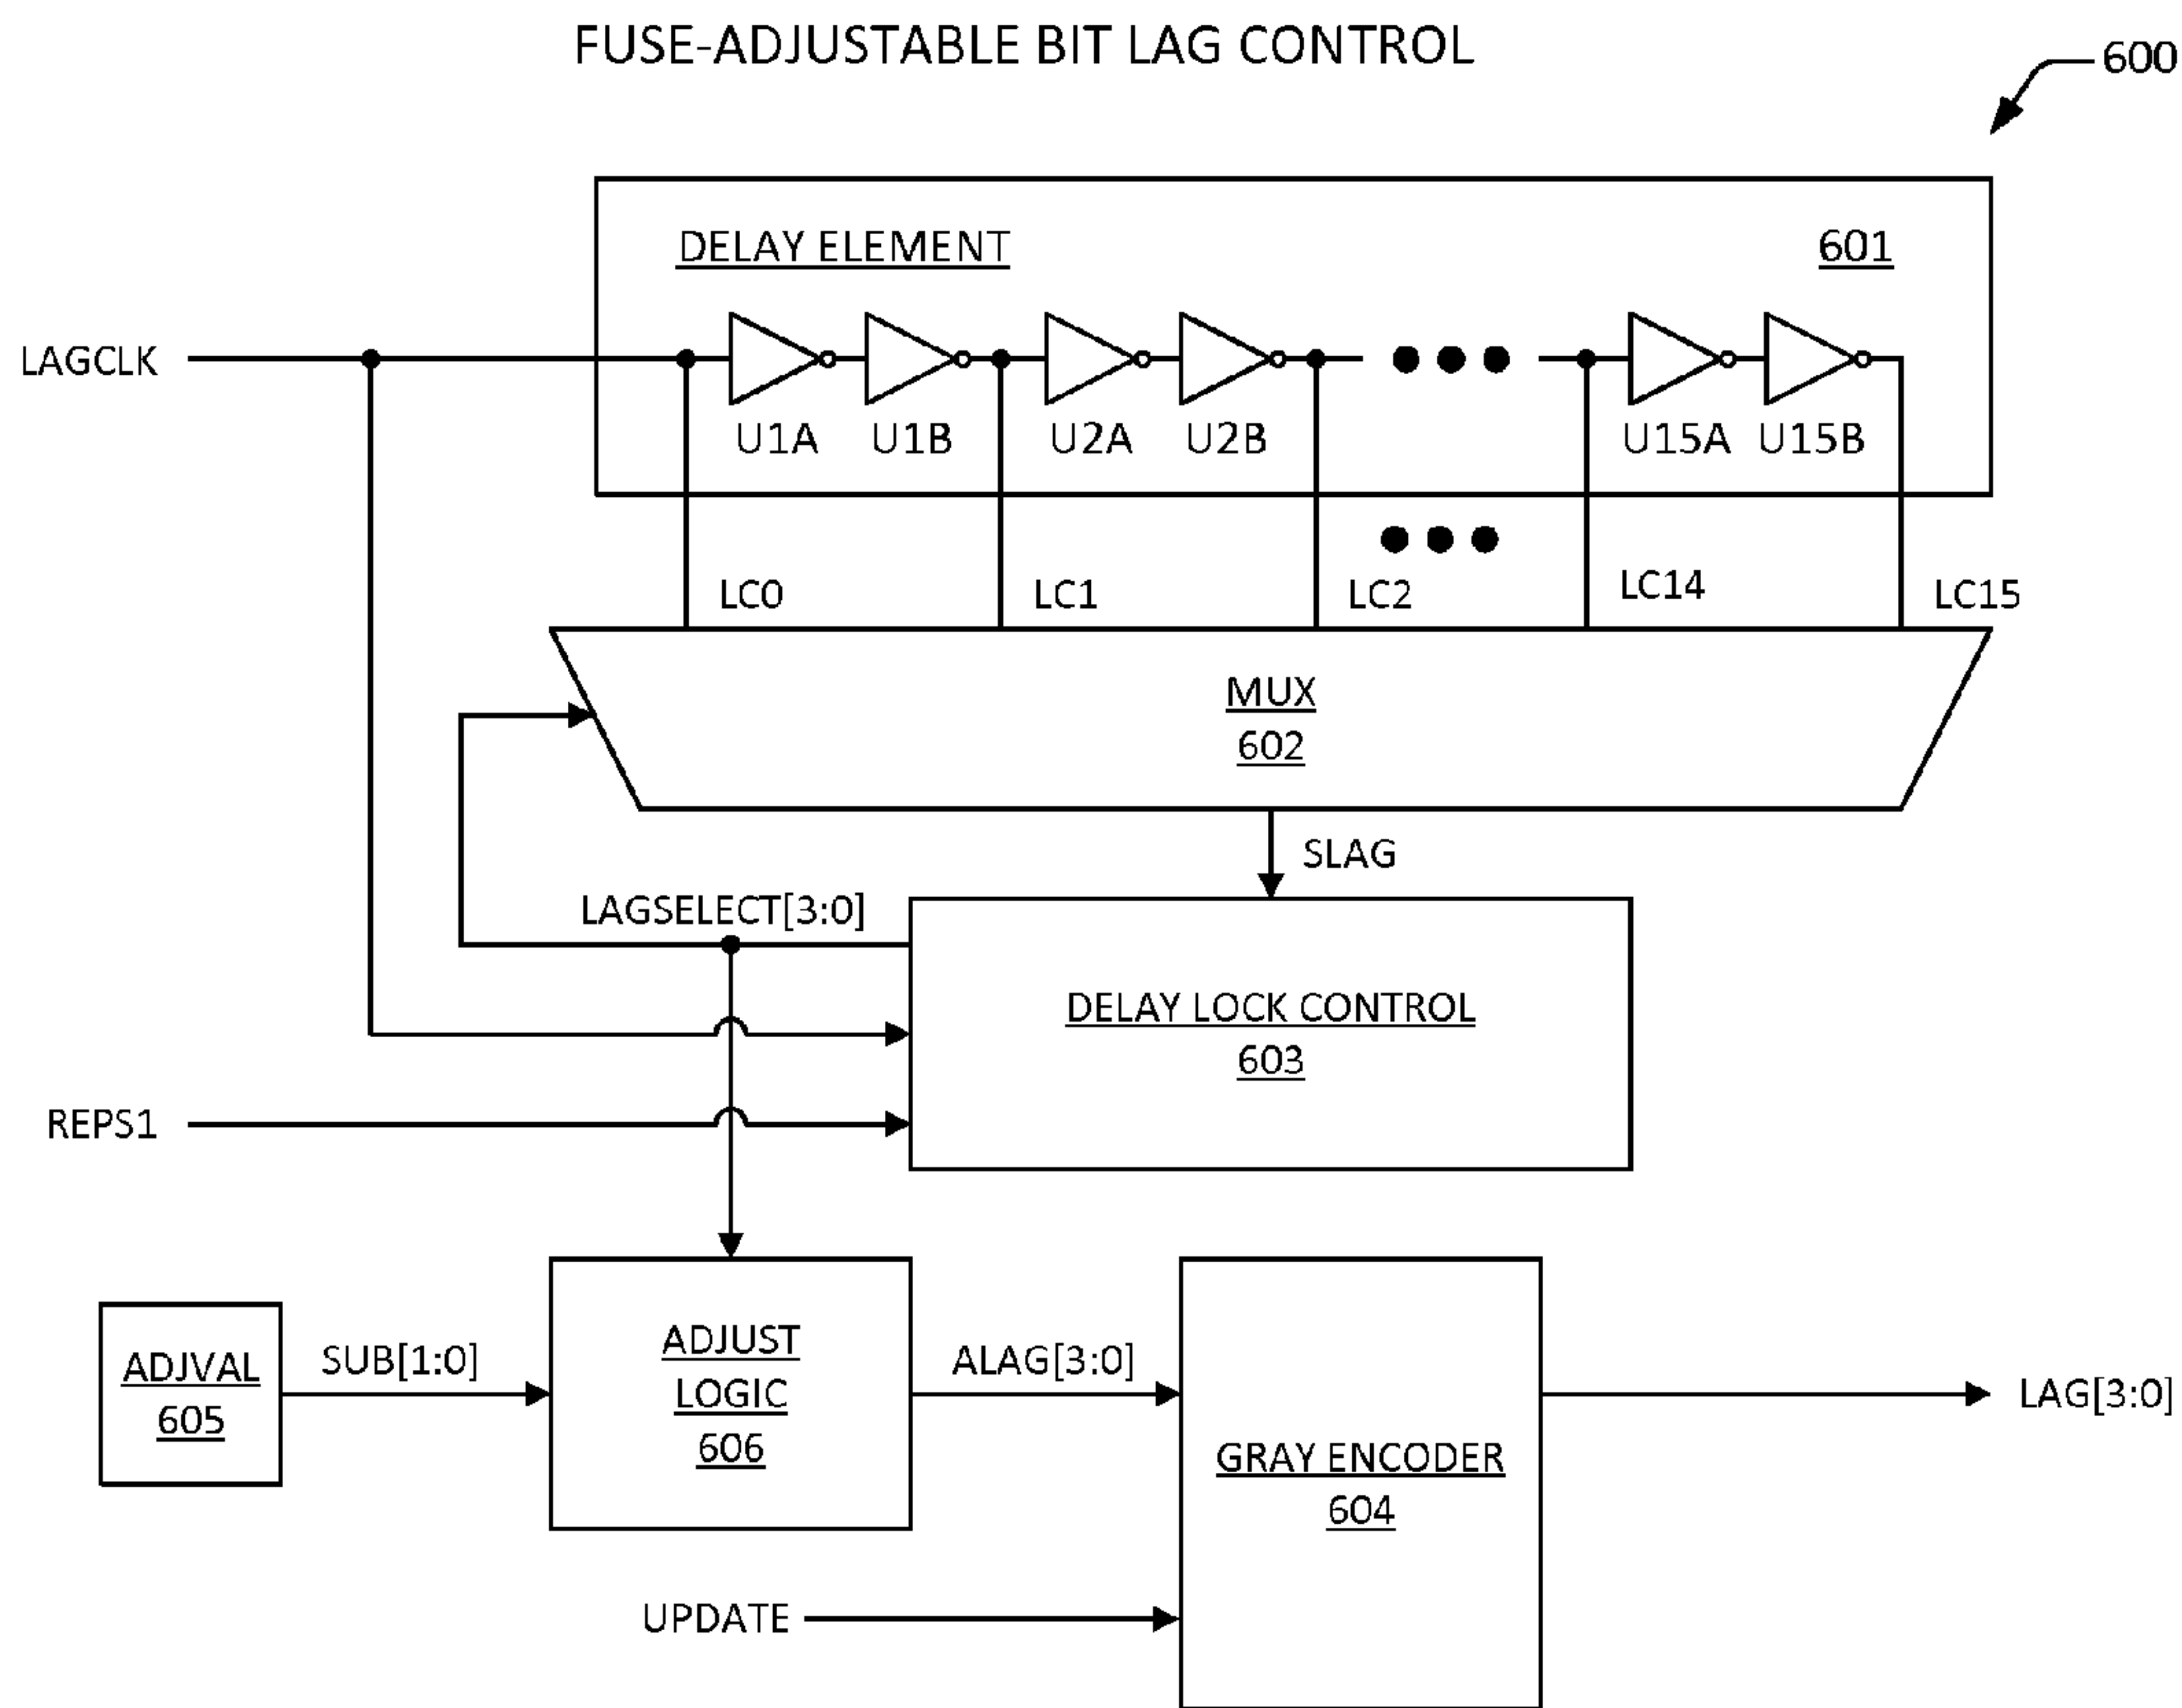 FUSE-ADJUSTABLE BIT LAG CONTROL
600
DELAY ELEMENT
601
LAGCLK
U1A
U1B
U2A
U2B
U15A
U15B
LC0
LC1
LC2
LC14
LC15
MUX
602
SLAG
LAGSELECT[3:0]
DELAY LOCK CONTROL
603
REPS1
ADJVAL
605
SUB[1:0]
ADJUST
LOGIC
606
ALAG[3:0]
GRAY ENCODER
604
LAG[3:0]
UPDATE